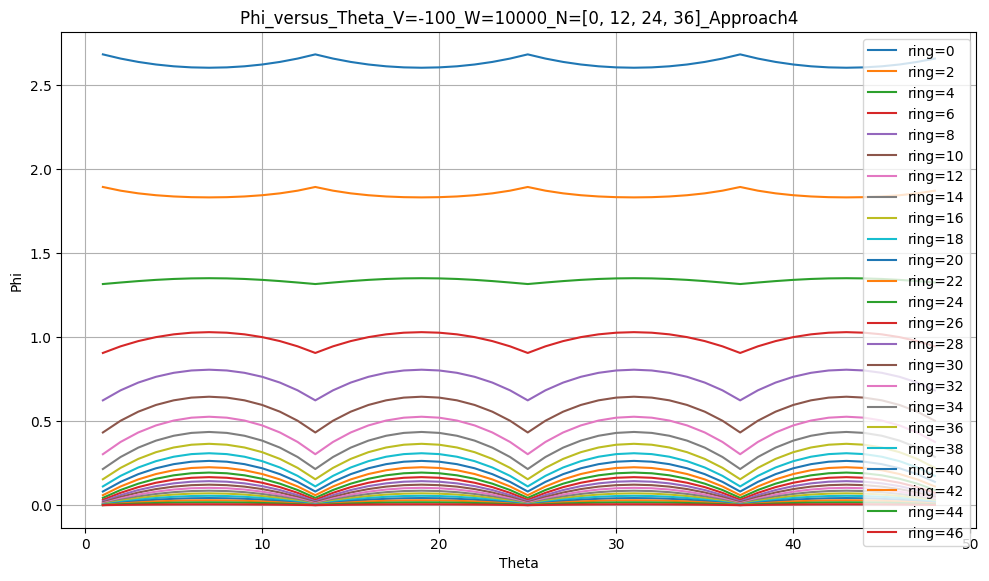 Phi_versus_Theta_V=-100_W=10000_N=[0, 12, 24, 36]_Approach4
ring=0
ring=2
ring=4
ring=6
ring=8
ring=10
ring=12
ring=14
ring=16
ring=18
ring=20
ring=22
ring=24
ring=26
ring=28
ring=30
ring=32
ring=34
ring=36
ring=38
ring=40
ring=42
ring=44
ring=46
Phi
2.5
2.0
1.5
1.0
0.5
0.0
0 10 20 30 40 50
Theta